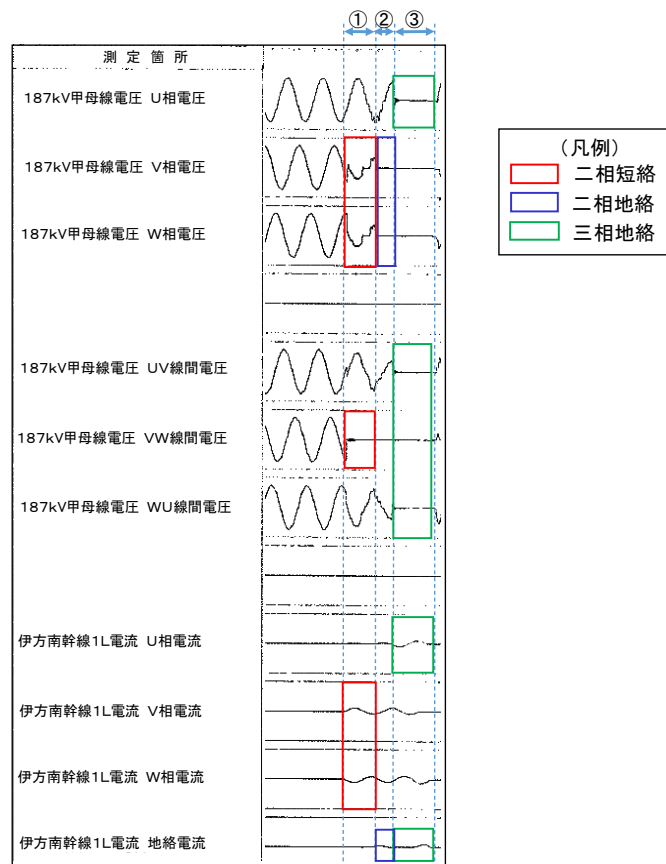 ① ② ③
測定箇所
187kV甲母線電圧 U相電圧
187kV甲母線電圧 V相電圧
187kV甲母線電圧 W相電圧
187kV甲母線電圧 UV線間電圧
187kV甲母線電圧 VW線間電圧
187kV甲母線電圧 WU線間電圧
伊方南幹線1L電流 U相電流
伊方南幹線1L電流 V相電流
伊方南幹線1L電流 W相電流
伊方南幹線1L電流 地絡電流
(凡例)
二相短絡
二相地絡
三相地絡